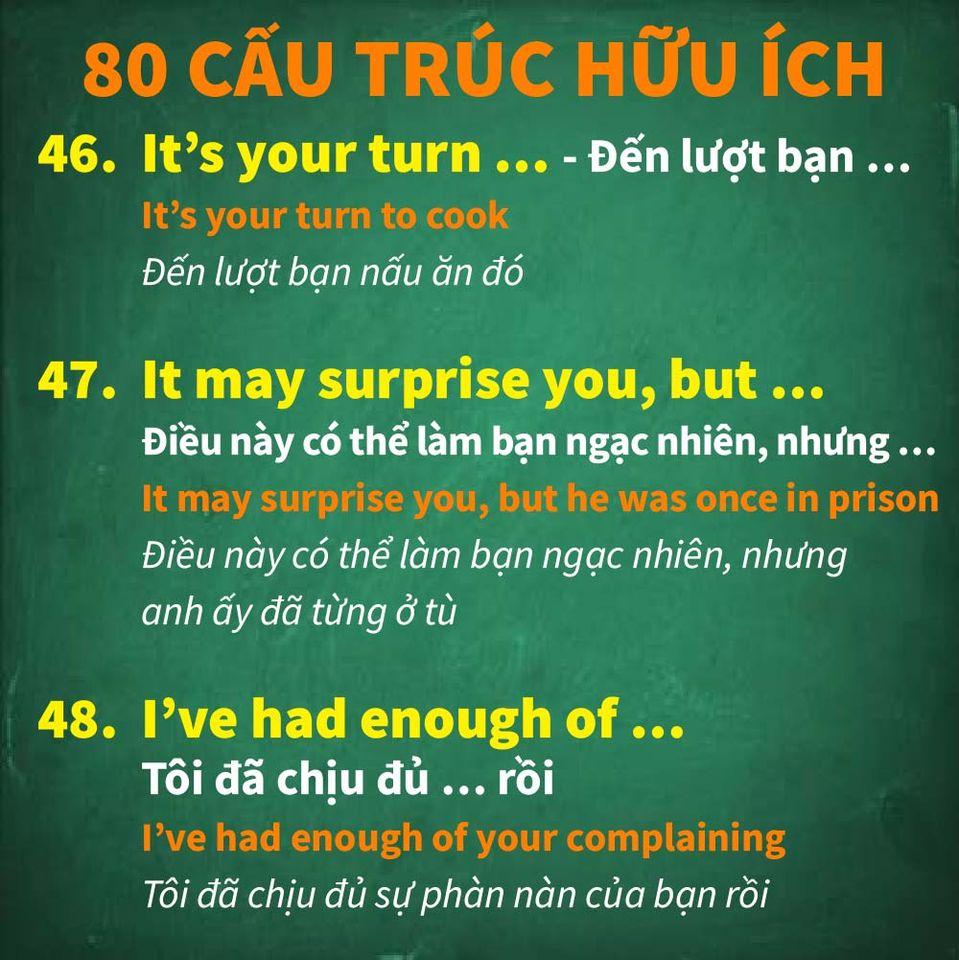 80 CẤU TRÚC HỮU ÍCH
46. It’s your turn ... - Đến lượt bạn ...
It’s your turn to cook
Đến lượt bạn nấu ăn đó
47. It may surprise you, but ...
Điều này có thể làm bạn ngạc nhiên, nhưng ...
It may surprise you, but he was once in prison
Điều này có thể làm bạn ngạc nhiên, nhưng
anh ấy đã từng ở tù
48. I’ve had enough of ...
Tôi đã chịu đủ ... rồi
I’ve had enough of your complaining
Tôi đã chịu đủ sự phàn nàn của bạn rồi